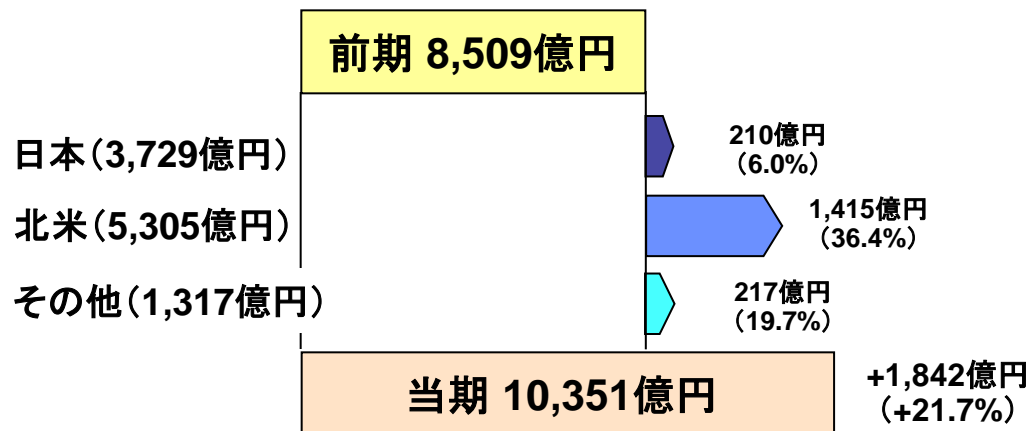 前期 8,509億円
日本（3,729億円）
210億円
（6.0%）
北米（5,305億円）
1,415億円
（36.4%）
その他（1,317億円）
217億円
（19.7%）
当期 10,351億円
+1,842億円
（+21.7%）